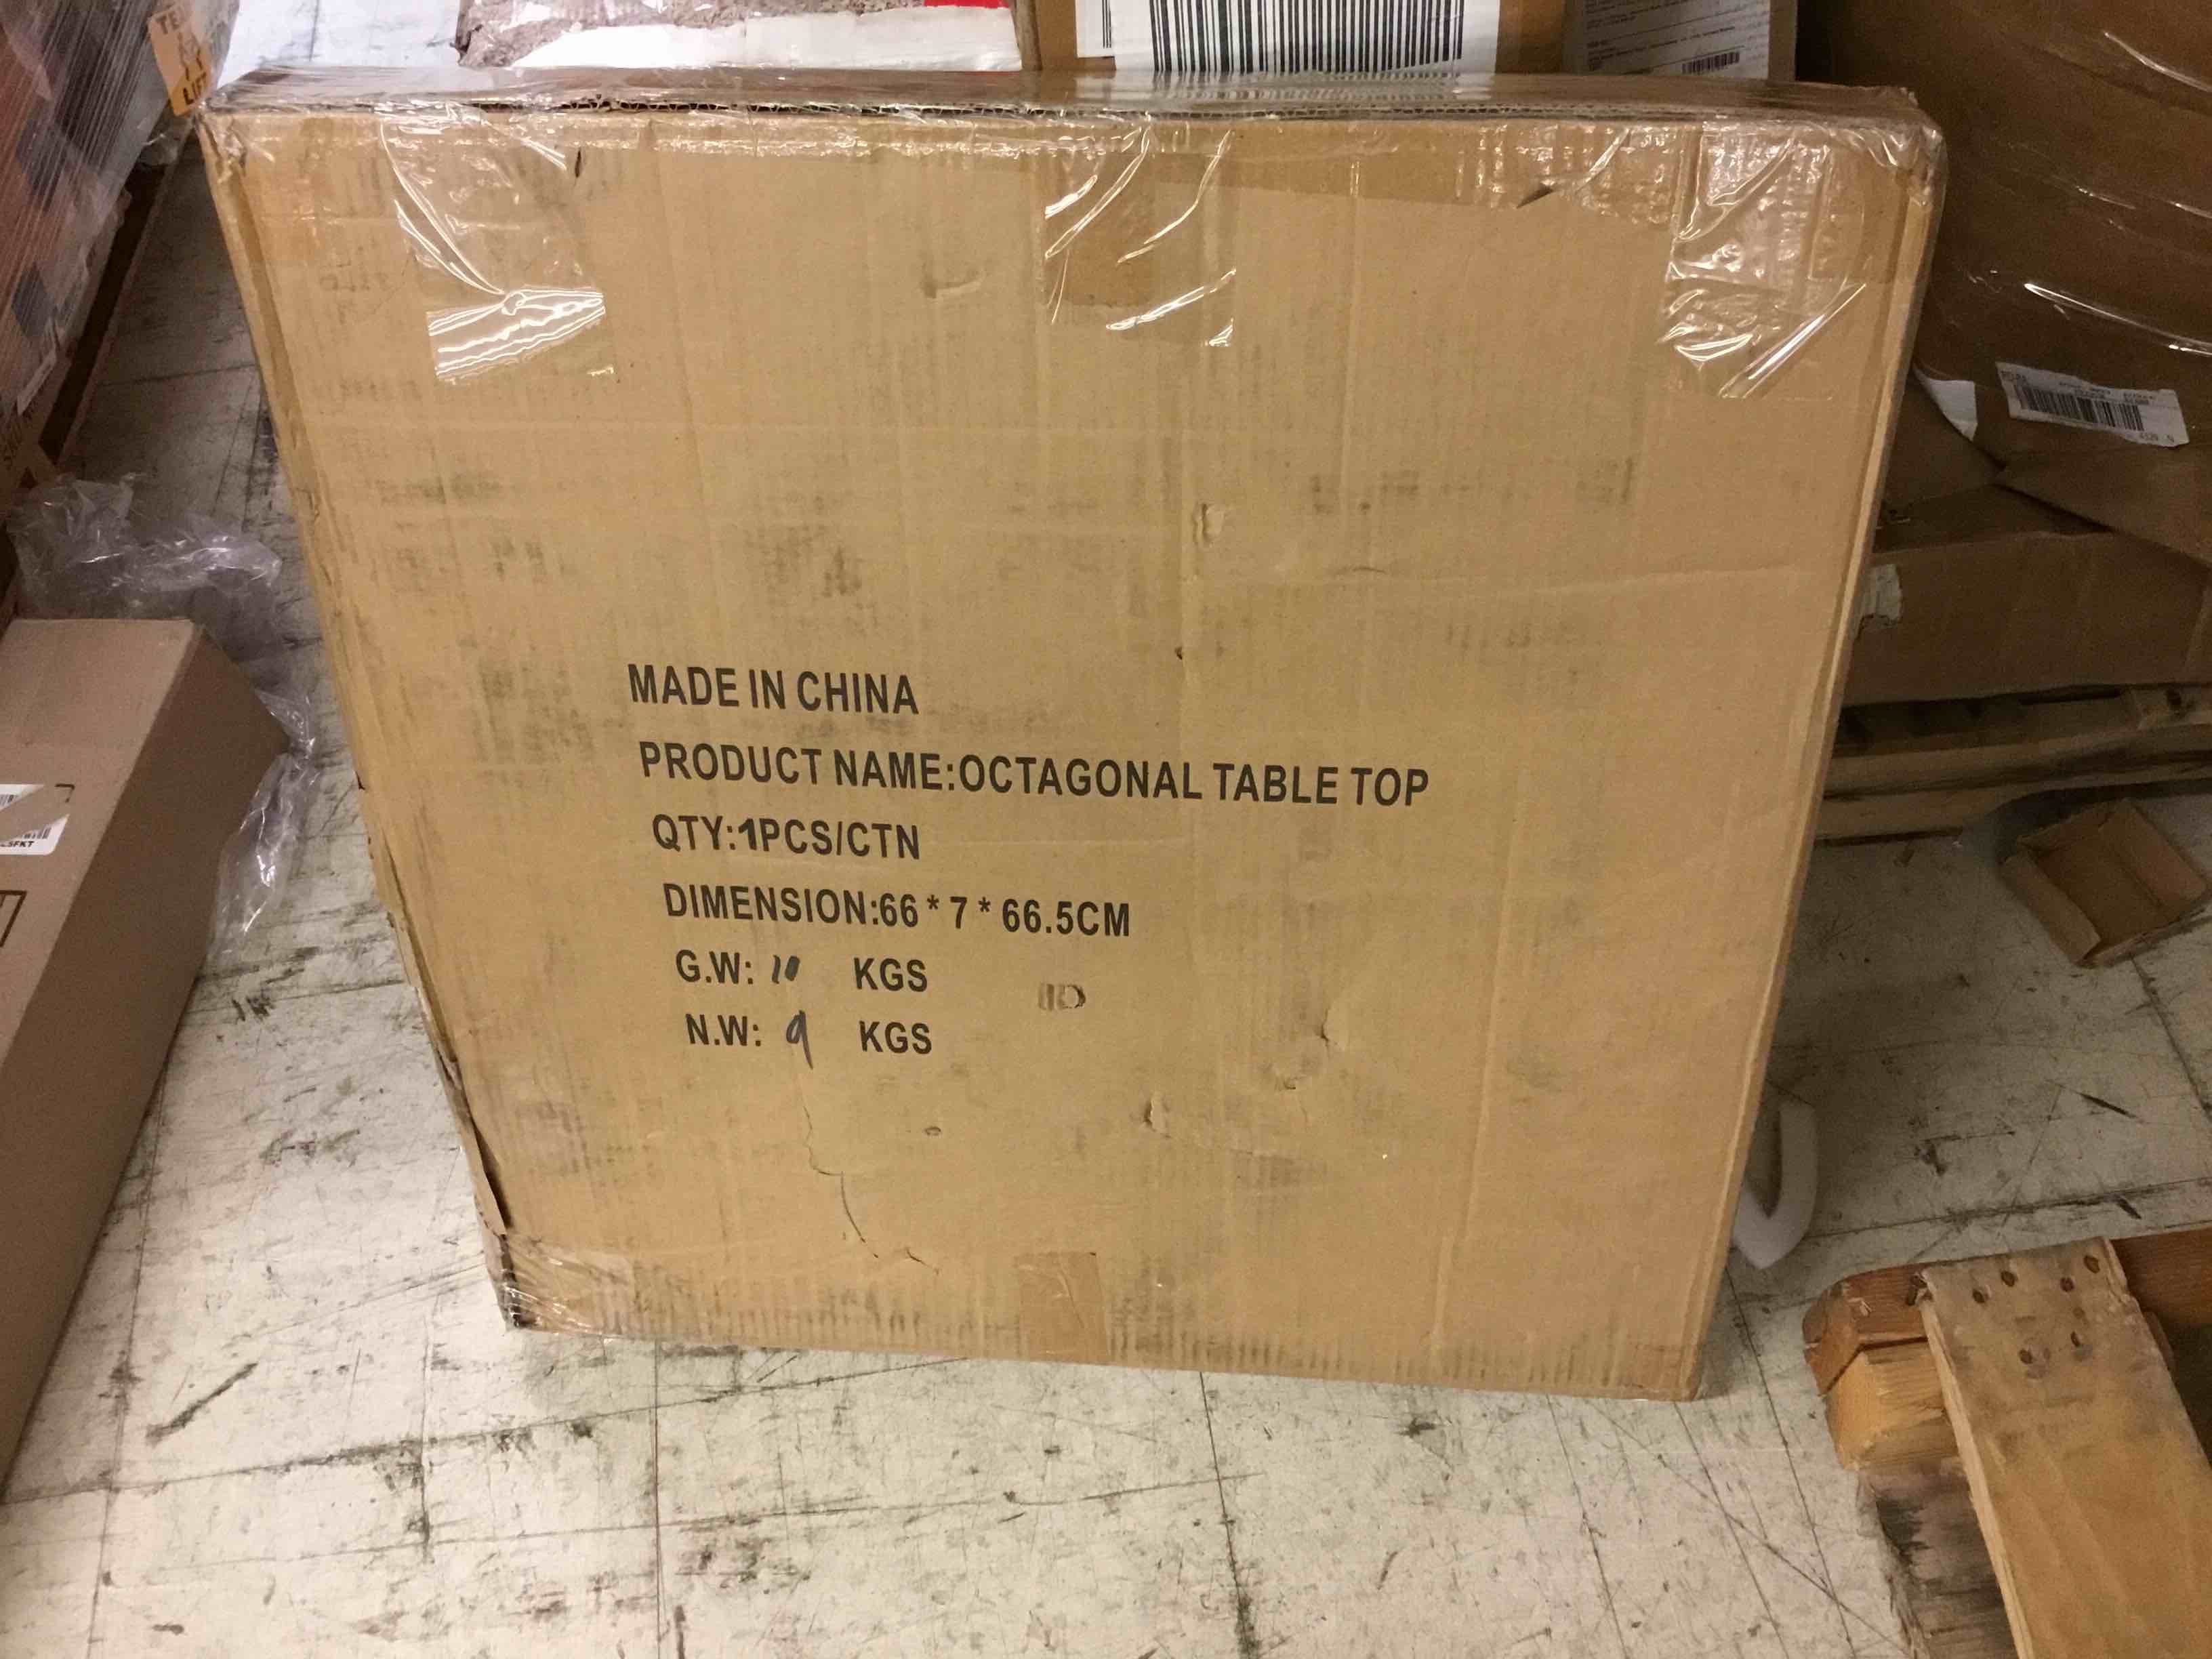 MADE IN CHINA
PRODUCT NAME:OCTAGONAL TABLE TOP
QTY:1PCS/CTN
DIMENSION:66 * 7 * 66.5CM
G.W: 10 KGS
N.W: 9 KGS
LIFT